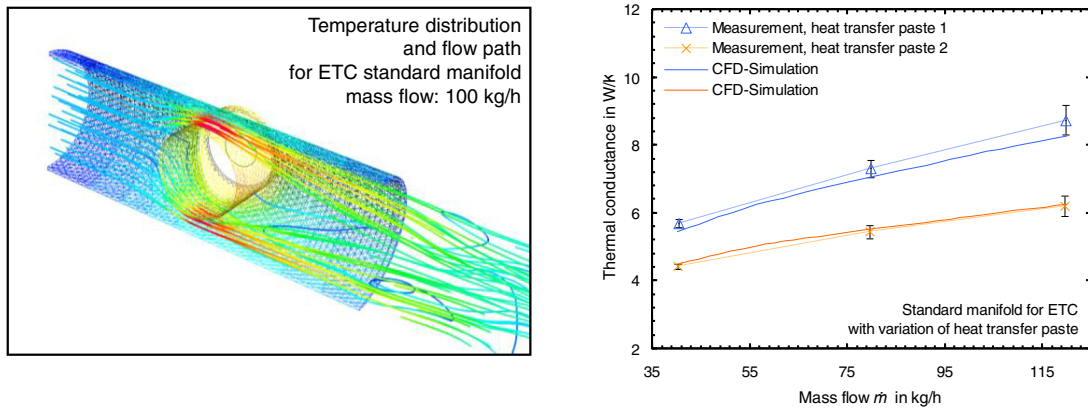 Temperature distribution
and flow path
for ETC standard manifold
mass flow: 100 kg/h
12
10
8
6
4
2
Thermal conductance in W/K
Measurement, heat transfer paste 1
Measurement, heat transfer paste 2
CFD-Simulation
CFD-Simulation
Standard manifold for ETC
with variation of heat transfer paste
35 55 75 95 115
Mass flow ṁ in kg/h